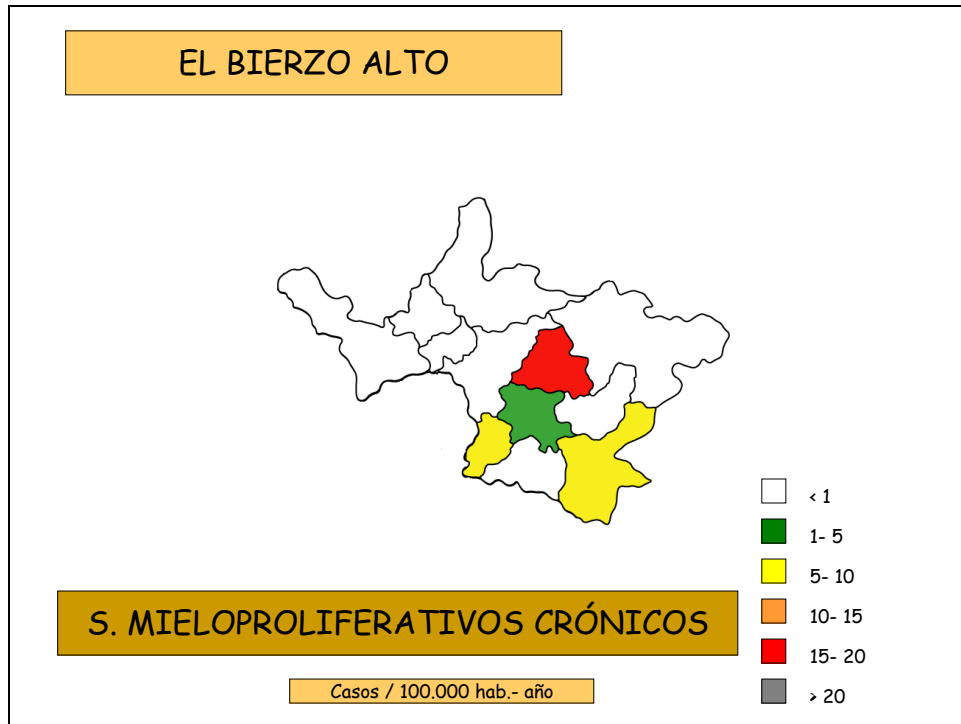 EL BIERZO ALTO
< 1
1- 5
5- 10
10- 15
15- 20
> 20
S. MIELOPROLIFERATIVOS CRÓNICOS
Casos / 100.000 hab.- año